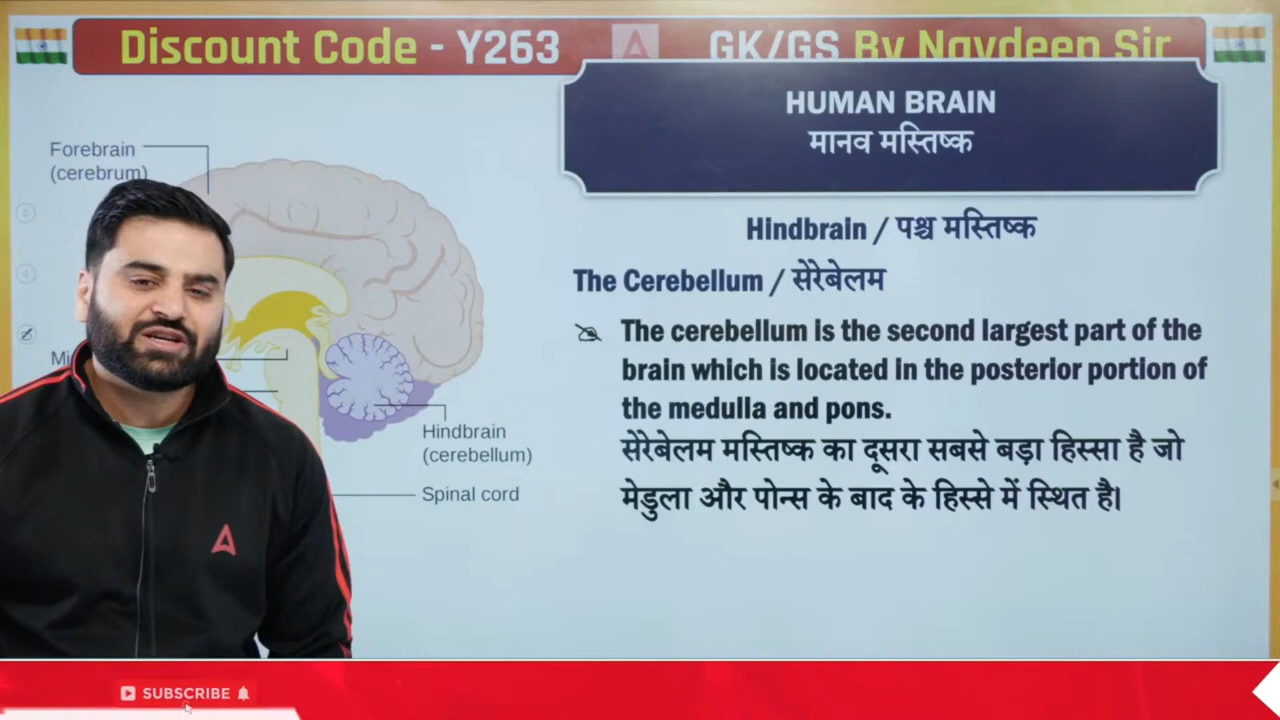 Discount Code - Y263
GK/GS By Navdeep Sir
HUMAN BRAIN
मानव मस्तिष्क
Forebrain
(cerebrum)
Hindbrain / पश्च मस्तिष्क
The Cerebellum / सेरेबेलम
The cerebellum is the second largest part of the
brain which is located in the posterior portion of
the medulla and pons.
सेरेबेलम मस्तिष्क का दूसरा सबसे बड़ा हिस्सा है जो
मेडुला और पोन्स के बाद के हिस्से में स्थित है।
Hindbrain
(cerebellum)
Spinal cord
SUBSCRIBE